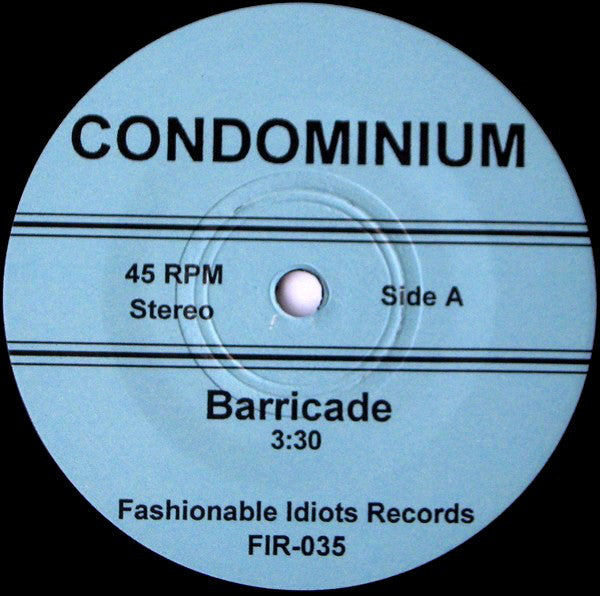 CONDOMINIUM
45 RPM
Stereo
Side A
Barricade
3:30
Fashionable Idiots Records
FIR-035